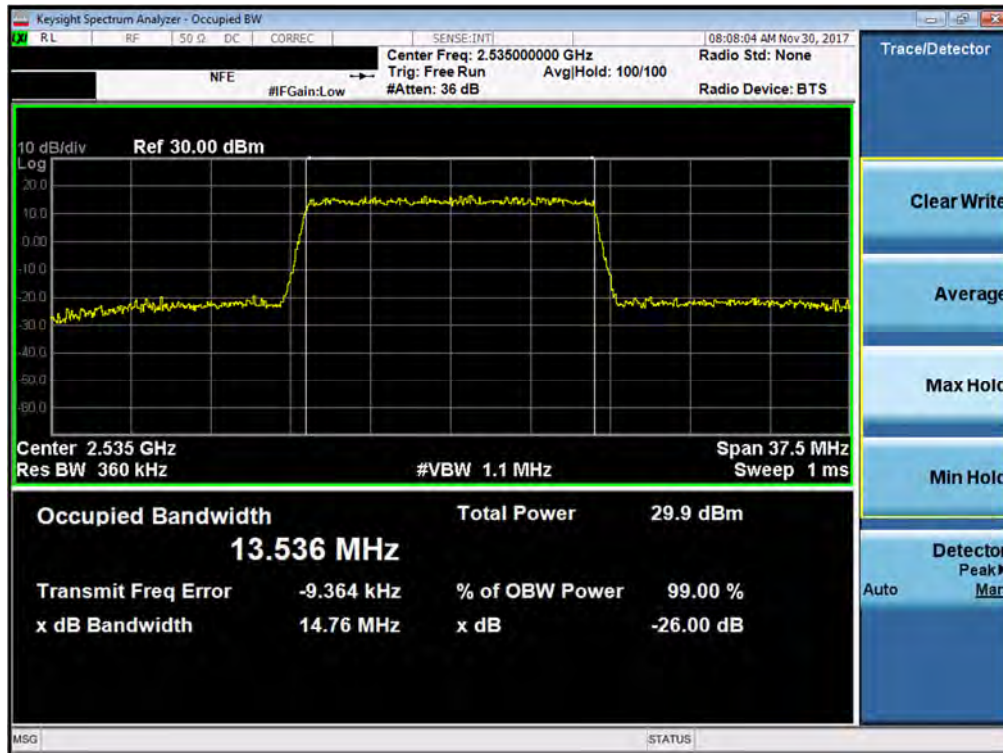 Keysight Spectrum Analyzer - Occupied BW
RL RF 50 Ω DC CORREC SENSE:INT 08:08:04 AM Nov 30, 2017
Center Freq: 2.535000000 GHz Radio Std: None
NFE Trig: Free Run Avg|Hold: 100/100
#IFGain:Low #Atten: 36 dB Radio Device: BTS
Trace/Detector
10 dB/div Ref 30.00 dBm
Log
20.0
10.0
0.00
-10.0
-20.0
-30.0
-40.0
-50.0
-60.0
Center 2.535 GHz Span 37.5 MHz
Res BW 360 kHz #VBW 1.1 MHz Sweep 1 ms
Occupied Bandwidth Total Power 29.9 dBm
13.536 MHz
Transmit Freq Error -9.364 kHz % of OBW Power 99.00 %
x dB Bandwidth 14.76 MHz x dB -26.00 dB
Clear Write
Average
Max Hold
Min Hold
Detector
Peak
Auto Man
MSG STATUS